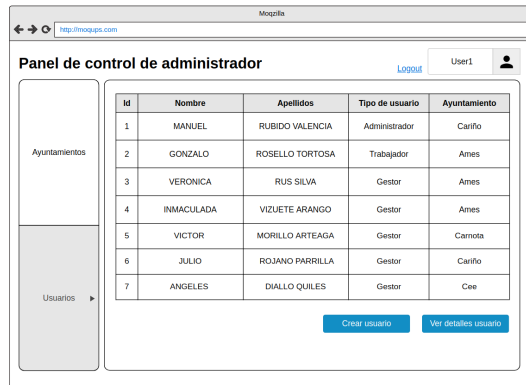 Moqzilla
http://moqups.com
Panel de control de administrador
Logout
User1
Ayuntamientos
Usuarios
Id Nombre Apellidos Tipo de usuario Ayuntamiento
1 MANUEL RUBIDO VALENCIA Administrador Cariño
2 GONZALO ROSELLO TORTOSA Trabajador Ames
3 VERONICA RUS SILVA Gestor Ames
4 INMACULADA VIZUETE ARANGO Gestor Ames
5 VICTOR MORILLO ARTEAGA Gestor Carnota
6 JULIO ROJANO PARRILLA Gestor Cariño
7 ANGELES DIALLO QUILES Gestor Cee
Crear usuario Ver detalles usuario